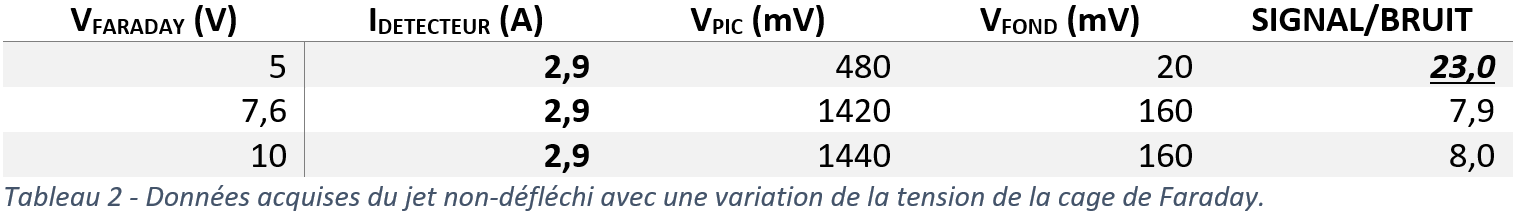 VFARADAY (V) IDETECTEUR (A) VPIC (mV) VFOND (mV) SIGNAL/BRUIT
5 2,9 480 20 23,0
7,6 2,9 1420 160 7,9
10 2,9 1440 160 8,0
Tableau 2 - Données acquises du jet non-défléchi avec une variation de la tension de la cage de Faraday.